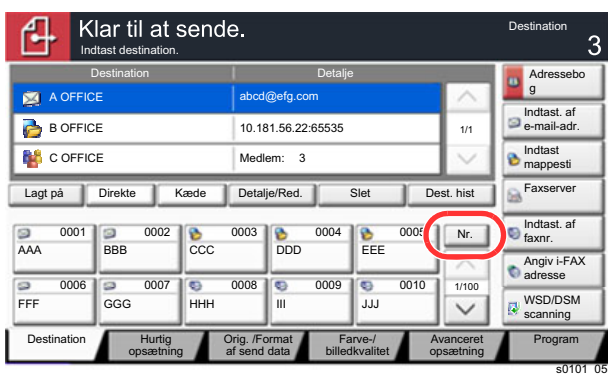 Klar til at sende.
Indtast destination.
Destination
3
Destination
Detalje
A OFFICE
abcd@efg.com
B OFFICE
10.181.56.22:65535
1/1
C OFFICE
Medlem: 3
Adressebo
g
Indtast. af
e-mail-adr.
Indtast
mappesti
Faxserver
Indtast. af
faxnr.
Angiv i-FAX
adresse
WSD/DSM
scanning
Lagt på
Direkte
Kæde
Detalje/Red.
Slet
Dest. hist
0001
AAA
0002
BBB
0003
CCC
0004
DDD
0005
EEE
Nr.
0006
FFF
0007
GGG
0008
HHH
0009
III
0010
JJJ
1/100
Destination
Hurtig
opsætning
Orig. /Format
af send data
Farve-/
billedkvalitet
Avanceret
opsætning
Program
s0101_05